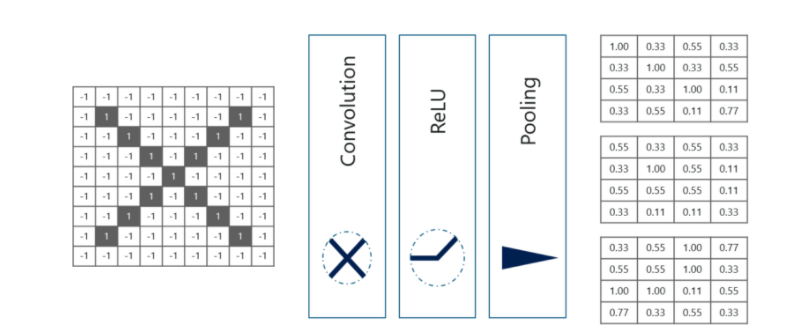 -1 -1 -1 -1 -1 -1 -1 -1 -1
-1 1 -1 -1 -1 -1 -1 1 -1
-1 -1 1 -1 -1 -1 1 -1 -1
-1 -1 -1 1 -1 1 -1 -1 -1
-1 -1 -1 -1 1 -1 -1 -1 -1
-1 -1 -1 1 -1 1 -1 -1 -1
-1 -1 1 -1 -1 -1 1 -1 -1
-1 1 -1 -1 -1 -1 -1 1 -1
-1 -1 -1 -1 -1 -1 -1 -1 -1
Convolution
ReLU
Pooling
1.00 0.33 0.55 0.33
0.33 1.00 0.33 0.55
0.55 0.33 1.00 0.11
0.33 0.55 0.11 0.77
0.55 0.33 0.55 0.33
0.33 1.00 0.55 0.11
0.55 0.55 0.55 0.11
0.33 0.11 0.11 0.33
0.33 0.55 1.00 0.77
0.55 0.55 1.00 0.33
1.00 1.00 0.11 0.55
0.77 0.33 0.55 0.33